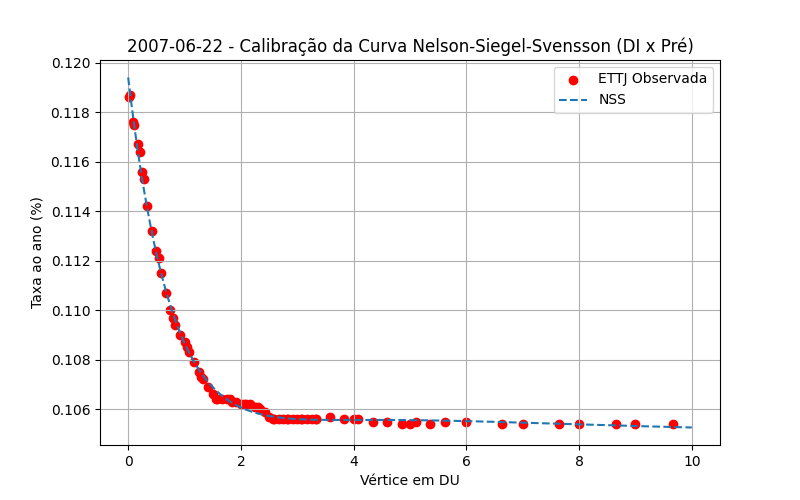 2007-06-22 - Calibração da Curva Nelson-Siegel-Svensson (DI x Pré)
ETTJ Observada
NSS
Taxa ao ano (%)
0.120
0.118
0.116
0.114
0.112
0.110
0.108
0.106
0 2 4 6 8 10
Vértice em DU